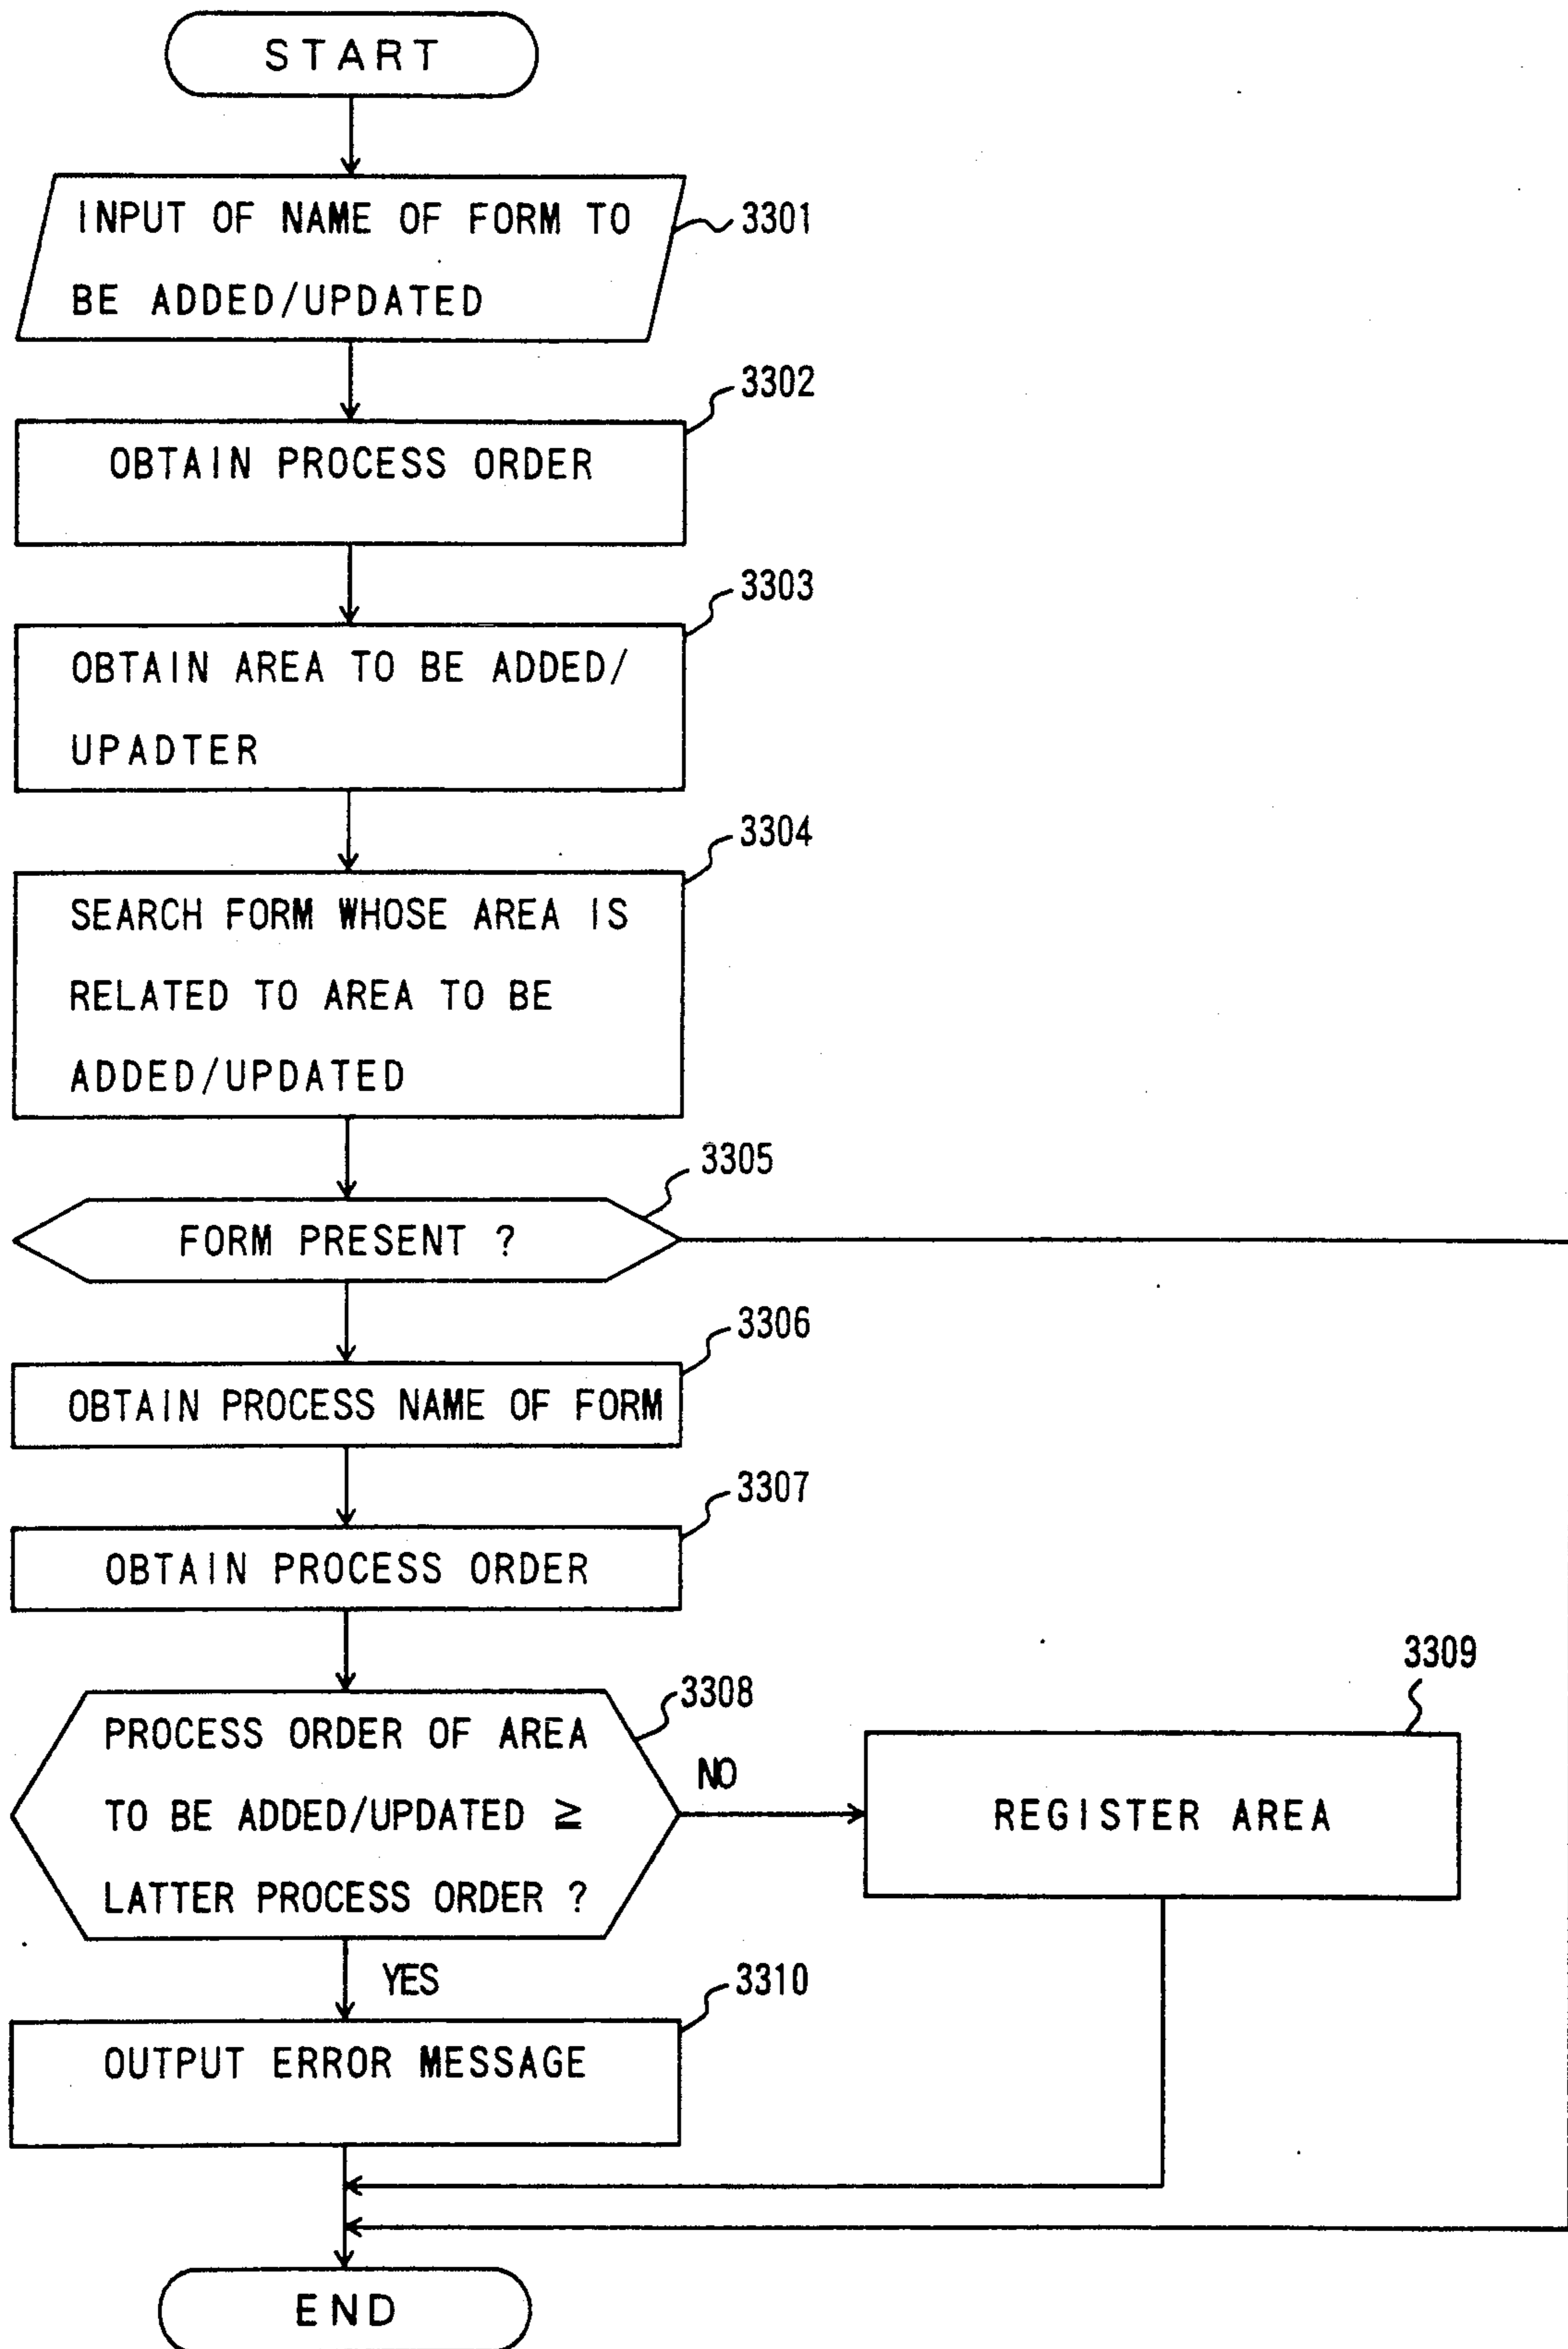 START
INPUT OF NAME OF FORM TO
BE ADDED/UPDATED
3301
3302
OBTAIN PROCESS ORDER
3303
OBTAIN AREA TO BE ADDED/
UPADTER
3304
SEARCH FORM WHOSE AREA IS
RELATED TO AREA TO BE
ADDED/UPDATED
3305
FORM PRESENT ?
3306
OBTAIN PROCESS NAME OF FORM
3307
OBTAIN PROCESS ORDER
3308
PROCESS ORDER OF AREA
TO BE ADDED/UPDATED ≧
LATTER PROCESS ORDER ?
NO
3309
REGISTER AREA
YES
3310
OUTPUT ERROR MESSAGE
END